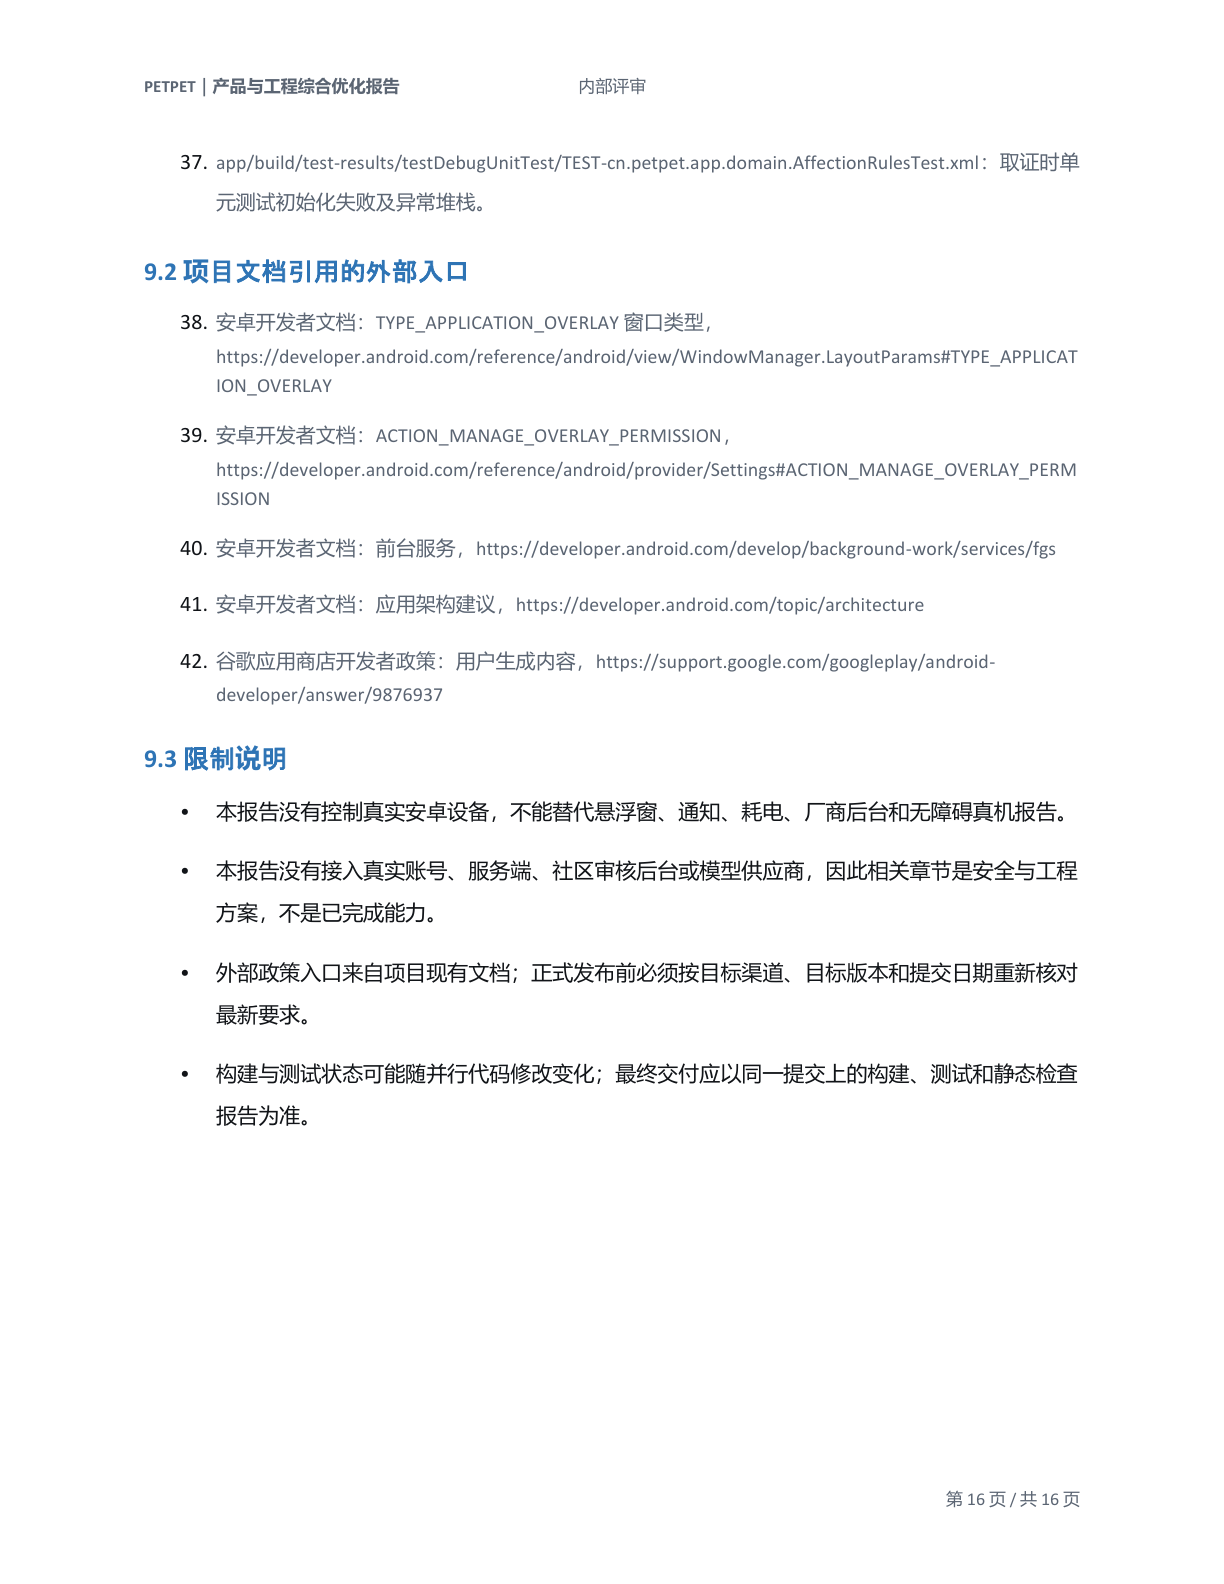 PETPET｜产品与工程综合优化报告 内部评审
37. app/build/test-results/testDebugUnitTest/TEST-cn.petpet.app.domain.AffectionRulesTest.xml：取证时单
元测试初始化失败及异常堆栈。
9.2 项目文档引用的外部入口
38. 安卓开发者文档：TYPE_APPLICATION_OVERLAY 窗口类型，
https://developer.android.com/reference/android/view/WindowManager.LayoutParams#TYPE_APPLICAT
ION_OVERLAY
39. 安卓开发者文档：ACTION_MANAGE_OVERLAY_PERMISSION，
https://developer.android.com/reference/android/provider/Settings#ACTION_MANAGE_OVERLAY_PERM
ISSION
40. 安卓开发者文档：前台服务，https://developer.android.com/develop/background-work/services/fgs
41. 安卓开发者文档：应用架构建议，https://developer.android.com/topic/architecture
42. 谷歌应用商店开发者政策：用户生成内容，https://support.google.com/googleplay/android-
developer/answer/9876937
9.3 限制说明
• 本报告没有控制真实安卓设备，不能替代悬浮窗、通知、耗电、厂商后台和无障碍真机报告。
• 本报告没有接入真实账号、服务端、社区审核后台或模型供应商，因此相关章节是安全与工程
方案，不是已完成能力。
• 外部政策入口来自项目现有文档；正式发布前必须按目标渠道、目标版本和提交日期重新核对
最新要求。
• 构建与测试状态可能随并行代码修改变化；最终交付应以同一提交上的构建、测试和静态检查
报告为准。
第 16 页 / 共 16 页